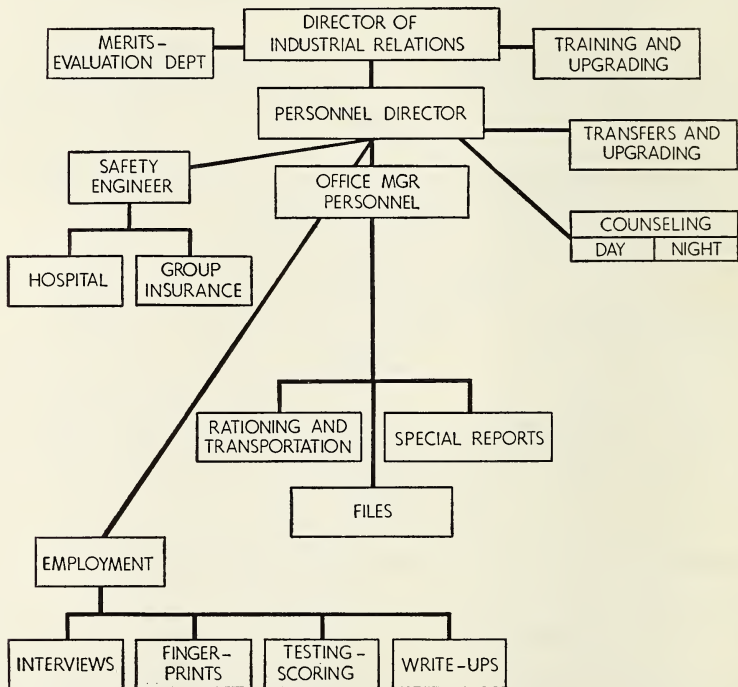 DIRECTOR OF
INDUSTRIAL RELATIONS
MERITS-
EVALUATION DEPT
TRAINING AND
UPGRADING
PERSONNEL DIRECTOR
TRANSFERS AND
UPGRADING
SAFETY
ENGINEER
OFFICE MGR
PERSONNEL
COUNSELING
DAY
NIGHT
HOSPITAL
GROUP
INSURANCE
RATIONING AND
TRANSPORTATION
SPECIAL REPORTS
FILES
EMPLOYMENT
INTERVIEWS
FINGER-
PRINTS
TESTING-
SCORING
WRITE-UPS